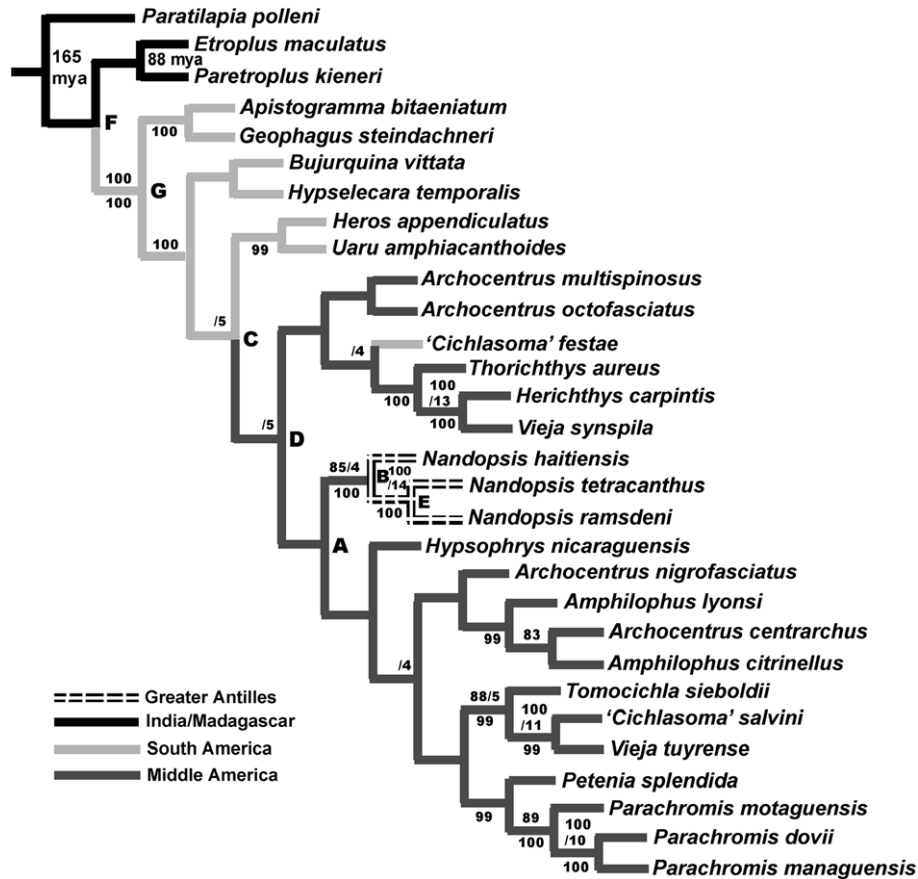 Paratilapia polleni
165
mya
Etroplus maculatus
88 mya
Paretroplus kieneri
F
Apistogramma bitaeniatum
100
Geophagus steindachneri
Bujurquina vittata
100
100
G
Hypselecara temporalis
Heros appendiculatus
100
99
Uaru amphiacanthoides
Archocentrus multispinosus
Archocentrus octofasciatus
/5
C
'Cichlasoma' festae
/4
Thorichthys aureus
100
100
/13
Herichthys carpintis
100
Vieja synspila
/5
D
Nandopsis haitiensis
85/4
100
B
100
/14
Nandopsis tetracanthus
E
100
Nandopsis ramsdeni
A
Hypsophrys nicaraguensis
Archocentrus nigrofasciatus
Amphilophus lyonsi
99
83
Archocentrus centrarchus
Amphilophus citrinellus
/4
88/5
99
Tomocichla sieboldii
100
/11
'Cichlasoma' salvini
99
Vieja tuyrense
Petenia splendida
99
89
100
Parachromis motaguensis
100
/10
Parachromis dovii
100
Parachromis managuensis
Greater Antilles
India/Madagascar
South America
Middle America